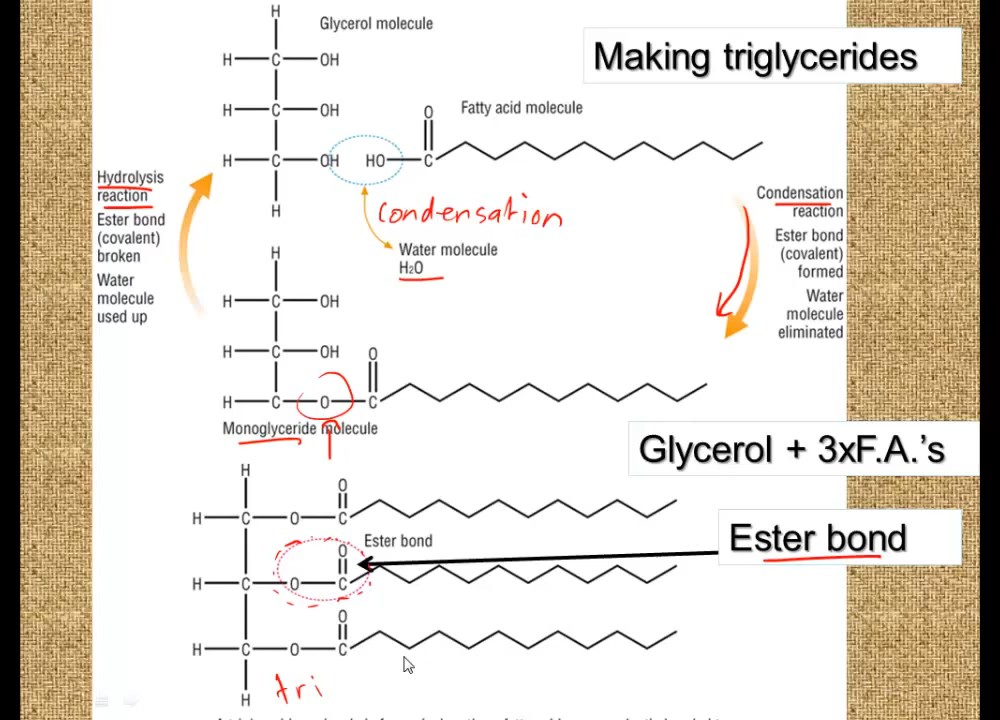 H
Glycerol molecule
Making triglycerides
H C OH
H C OH
O
Fatty acid molecule
H C OH HO C
H
Hydrolysis
reaction
Ester bond
(covalent)
broken
Water
molecule
used up
condensation
Water molecule
H2O
Condensation
reaction
Ester bond
(covalent)
formed
Water
molecule
eliminated
H
H C OH
H C OH
O
H C O C
Monoglyceride molecule
Glycerol + 3xF.A.'s
H
O
H C O C
Ester bond
Ester bond
O
H C O C
O
H C O C
H
tri